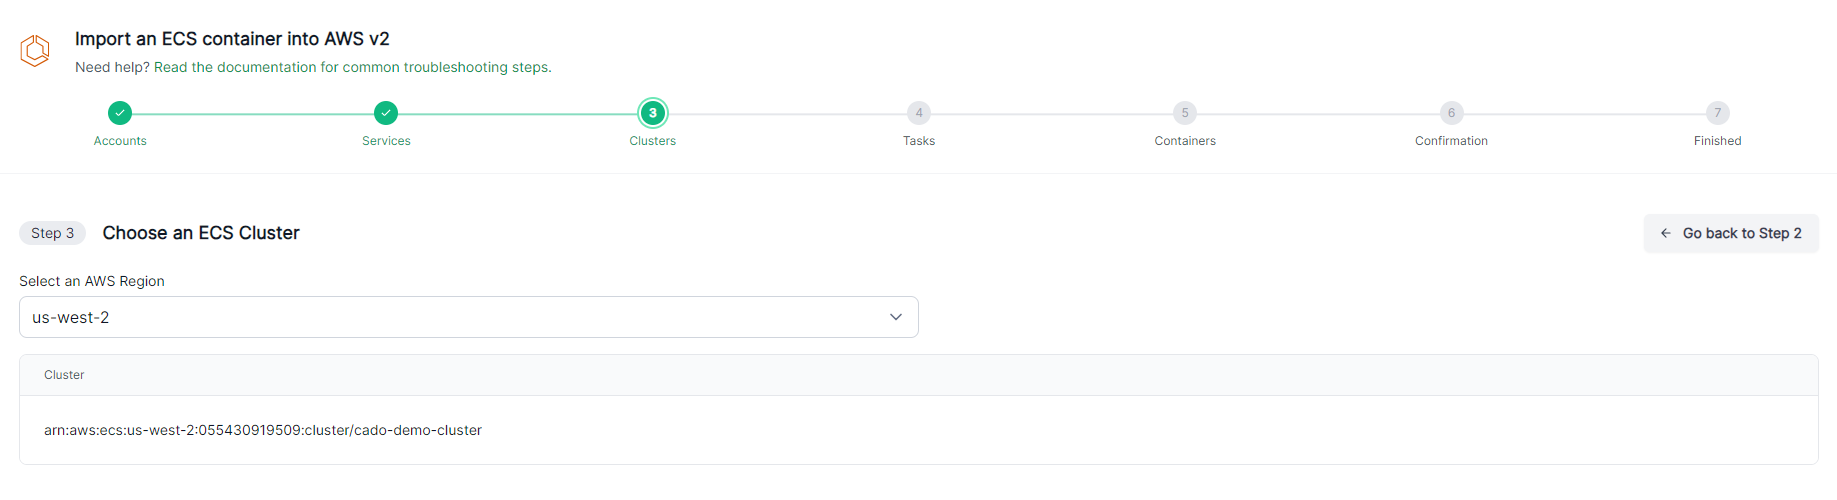 Import an ECS container into AWS v2
Need help? Read the documentation for common troubleshooting steps.
3 4 5 6 7
Accounts Services Clusters Tasks Containers Confirmation Finished
Step 3 Choose an ECS Cluster ← Go back to Step 2
Select an AWS Region
us-west-2
Cluster
arn:aws:ecs:us-west-2:055430919509:cluster/cado-demo-cluster